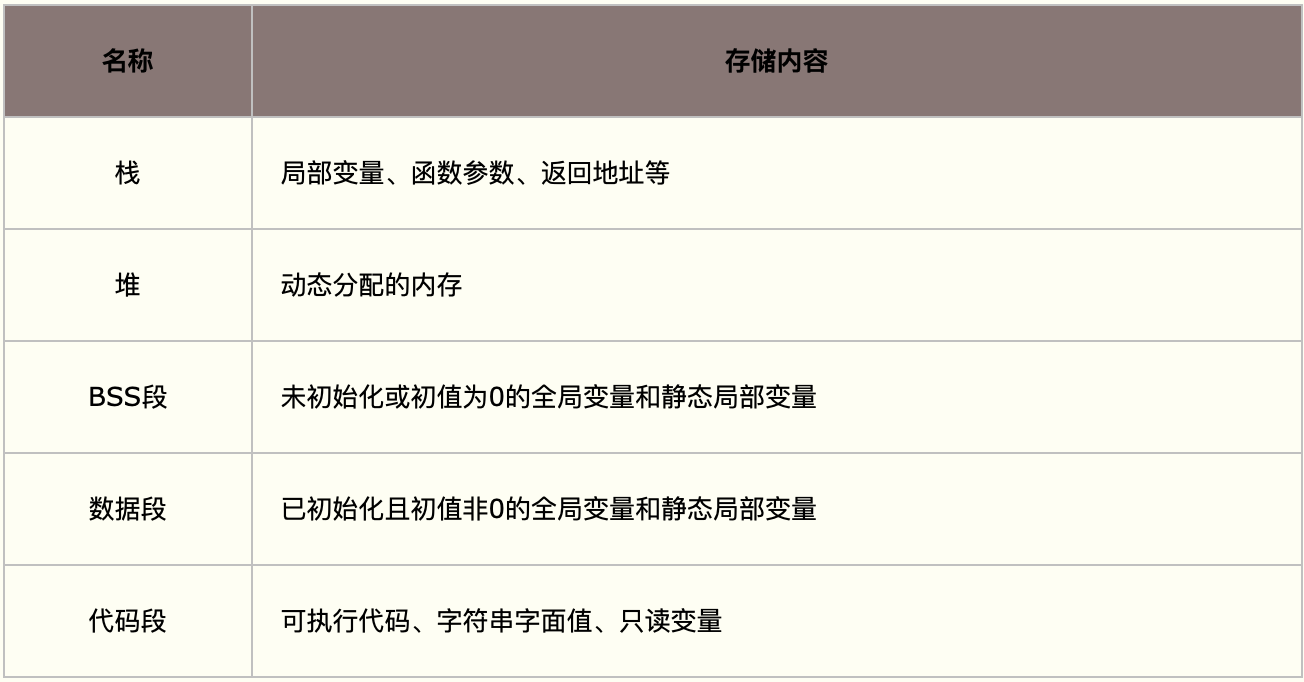 名称 存储内容
栈 局部变量、函数参数、返回地址等
堆 动态分配的内存
BSS段 未初始化或初值为0的全局变量和静态局部变量
数据段 已初始化且初值非0的全局变量和静态局部变量
代码段 可执行代码、字符串字面值、只读变量